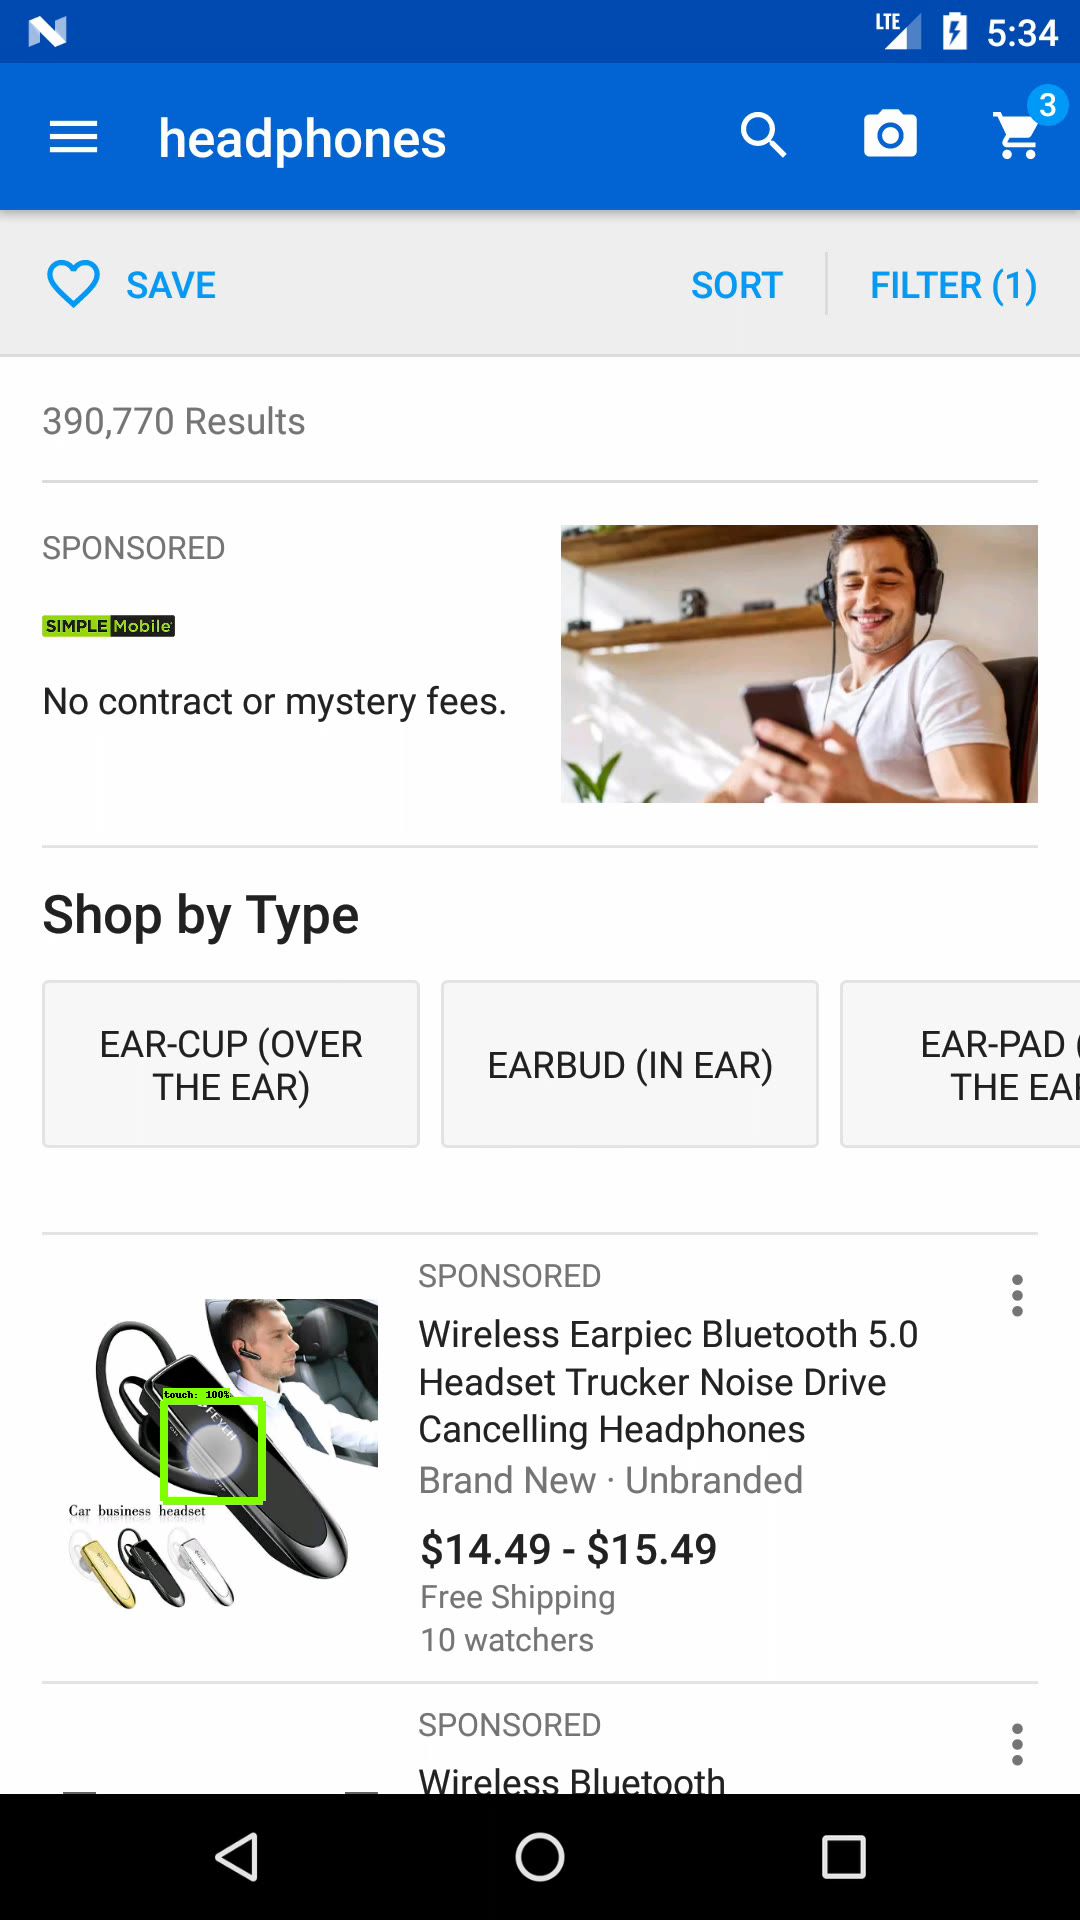 LTE
5:34
headphones
3
SAVE
SORT
FILTER (1)
390,770 Results
SPONSORED
SIMPLE Mobile
No contract or mystery fees.
Shop by Type
EAR-CUP (OVER
THE EAR)
EARBUD (IN EAR)
EAR-PAD (
THE EA
SPONSORED
Wireless Earpiec Bluetooth 5.0
Headset Trucker Noise Drive
Cancelling Headphones
Brand New · Unbranded
$14.49 - $15.49
Free Shipping
10 watchers
touch: 100%
Car business headset
SPONSORED
Wireless Bluetooth